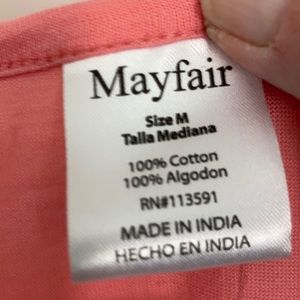 Mayfair
Size M
Talla Mediana
100% Cotton
100% Algodon
RN#113591
MADE IN INDIA
HECHO EN INDIA